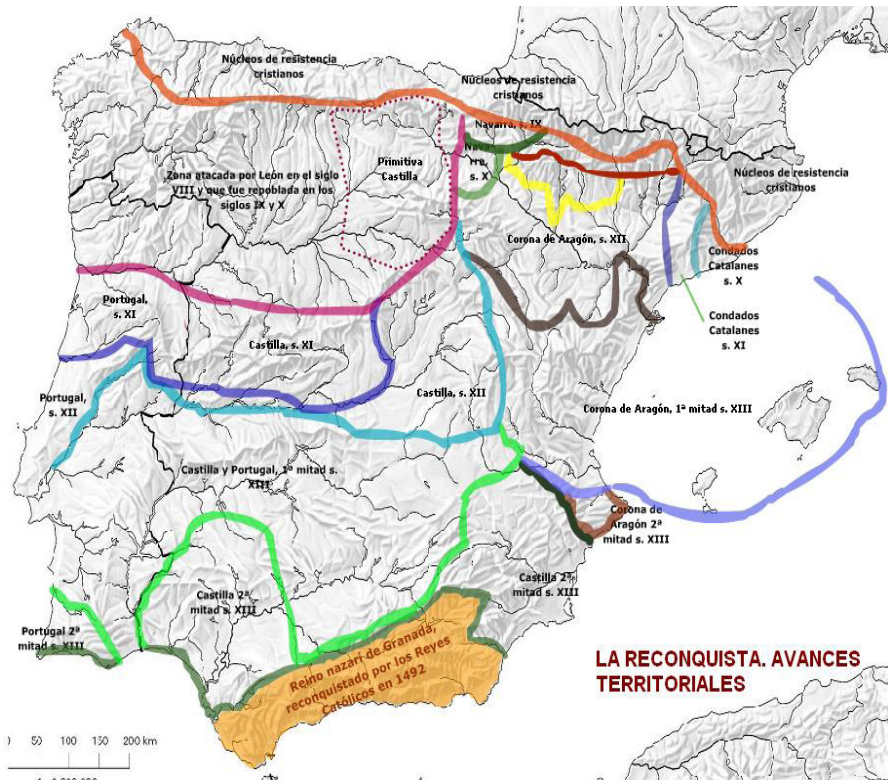 Núcleos de resistencia
cristianos
Núcleos de resistencia
cristianos
Navarra, s. IX
Nava
rra,
s. X
Primitiva
Castilla
Zona atacada por León en el siglo
VIII y que fue repoblada en los
siglos IX y X
Núcleos de resistencia
cristianos
Corona de Aragón, s. XII
Condados
Catalanes
s. X
Condados
Catalanes
s. XI
Portugal,
s. XI
Castilla, s. XI
Portugal,
s. XII
Castilla, s. XII
Corona de Aragón, 1ª mitad s. XIII
Castilla y Portugal, 1ª mitad s.
XIII
Corona de
Aragón 2ª
mitad s. XIII
Castilla 2ª
mitad s. XIII
Castilla 2ª
mitad s. XIII
Portugal 2ª
mitad s. XIII
Reino nazarí de Granada,
reconquistado por los Reyes
Católicos en 1492
LA RECONQUISTA. AVANCES
TERRITORIALES
50 100 200 km